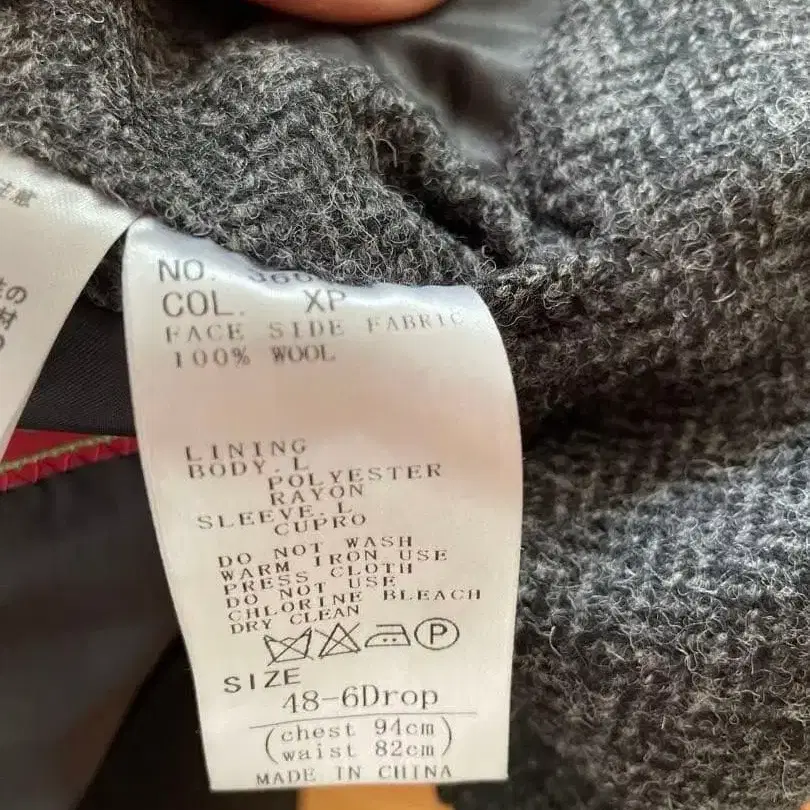 NO.
COL. XP
FACE SIDE FABRIC
100% WOOL
LINING
BODY.L
POLYESTER
RAYON
SLEEVE.L
CUPRO
DO NOT WASH
WARM IRON USE
PRESS CLOTH
DO NOT USE
CHLORINE BLEACH
DRY CLEAN
P
SIZE
48-6Drop
(chest 94cm
waist 82cm)
MADE IN CHINA